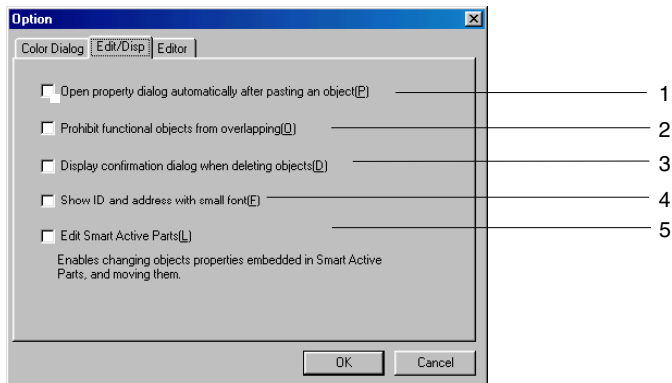 Option
Color Dialog Edit/Disp Editor
Open property dialog automatically after pasting an object(P) 1
Prohibit functional objects from overlapping(O) 2
Display confirmation dialog when deleting objects(D) 3
Show ID and address with small font(F) 4
Edit Smart Active Parts(L) 5
Enables changing objects properties embedded in Smart Active
Parts, and moving them.
OK Cancel